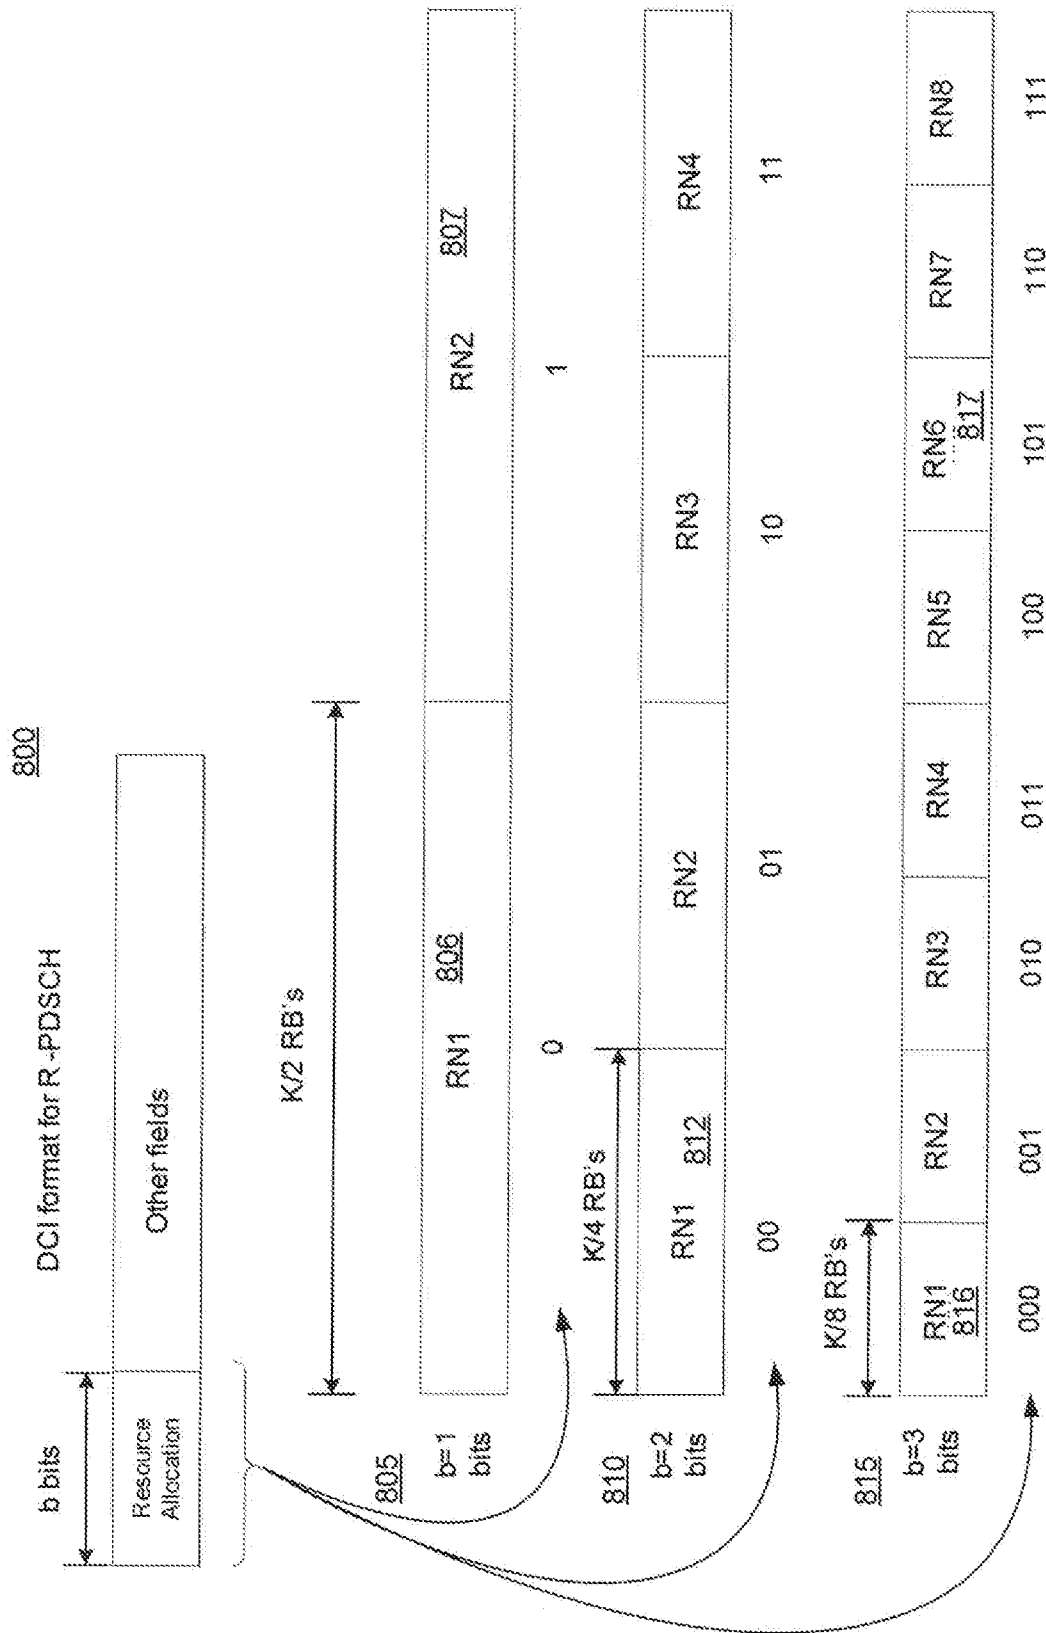 800
DCI format for R-PDSCH
b bits
Resource
Allocation
Other fields
K/2 RB's
805
b=1
bits
RN1
806
RN2
807
0
1
K/4 RB's
810
b=2
bits
RN1
812
RN2
RN3
RN4
00
01
10
11
K/8 RB's
815
b=3
bits
RN1
816
RN2
RN3
RN4
RN5
RN6
817
RN7
RN8
000
001
010
011
100
101
110
111